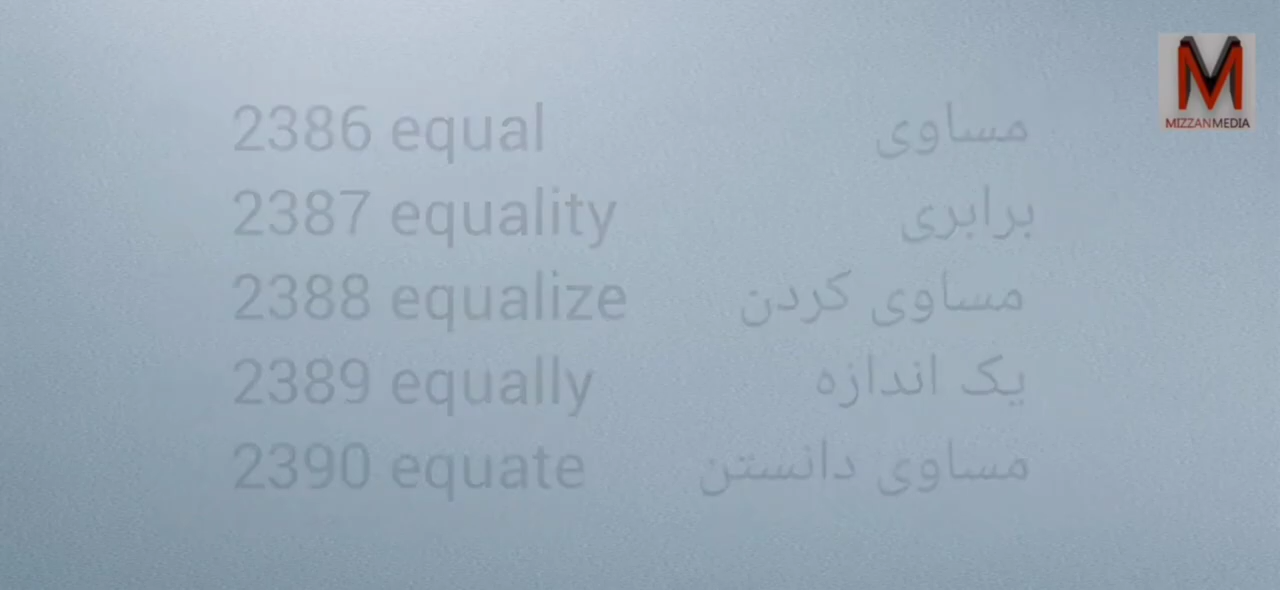 2386 equal مساوی
2387 equality برابری
2388 equalize مساوی کردن
2389 equally یک اندازه
2390 equate مساوی دانستن
MIZZANMEDIA